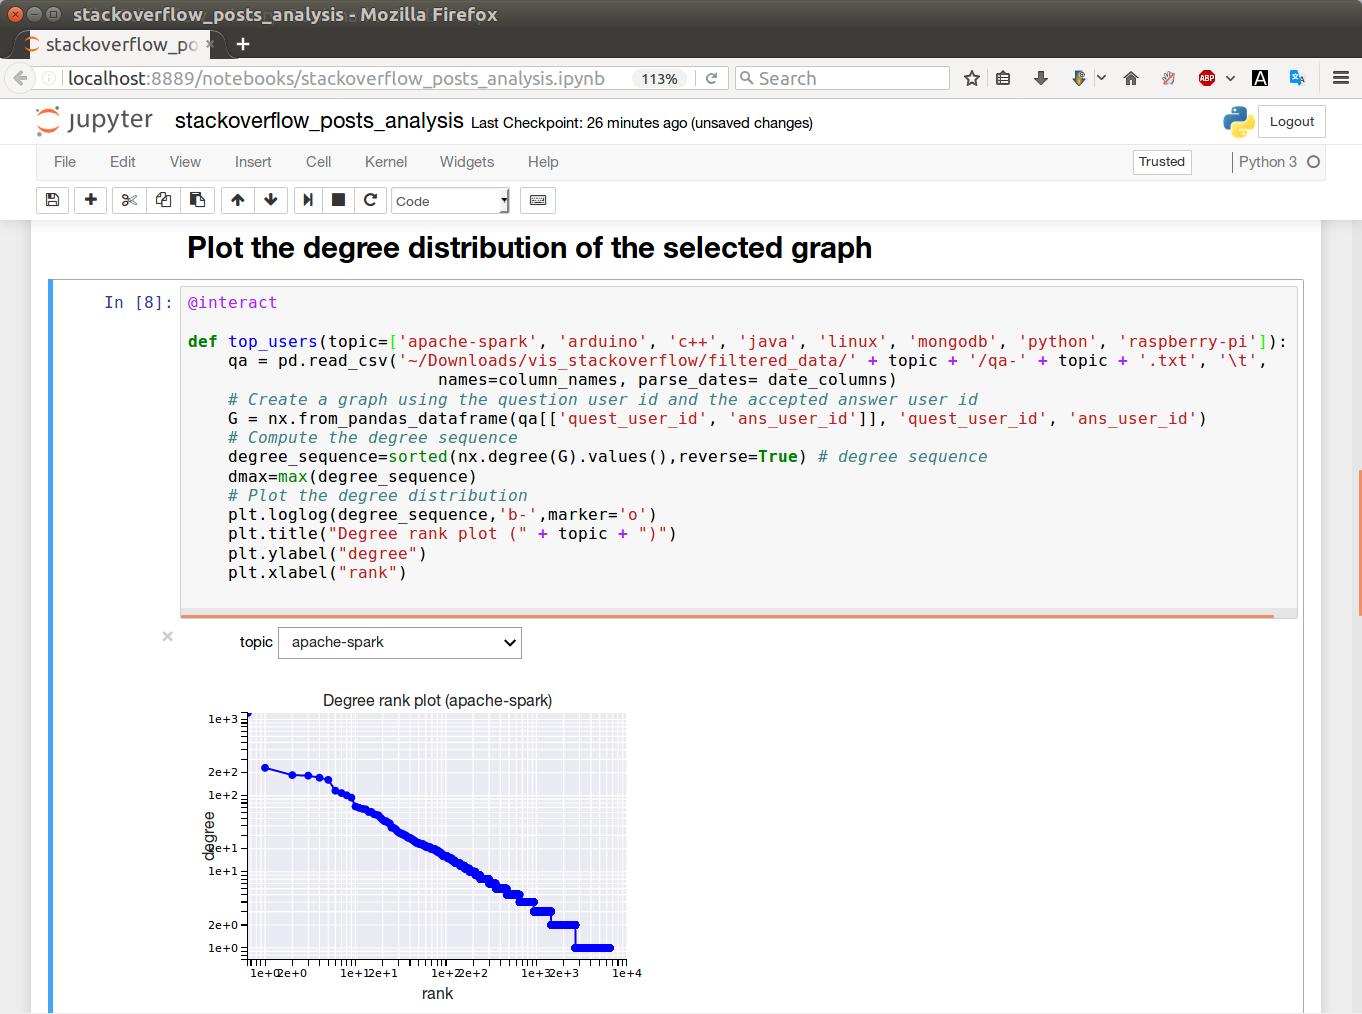 stackoverflow_posts_analysis - Mozilla Firefox
stackoverflow_po
localhost:8889/notebooks/stackoverflow_posts_analysis.ipynb
113%
Search
ABP
A
jupyter
stackoverflow_posts_analysis
Last Checkpoint: 26 minutes ago (unsaved changes)
Logout
File Edit View Insert Cell Kernel Widgets Help
Trusted
Python 3
Code
Plot the degree distribution of the selected graph
In [8]:
@interact
def top_users(topic=['apache-spark', 'arduino', 'c++', 'java', 'linux', 'mongodb', 'python', 'raspberry-pi']):
    qa = pd.read_csv('~/Downloads/vis_stackoverflow/filtered_data/' + topic + '/qa-' + topic + '.txt', '\t',
                         names=column_names, parse_dates= date_columns)
    # Create a graph using the question user id and the accepted answer user id
    G = nx.from_pandas_dataframe(qa[['quest_user_id', 'ans_user_id']], 'quest_user_id', 'ans_user_id')
    # Compute the degree sequence
    degree_sequence=sorted(nx.degree(G).values(),reverse=True) # degree sequence
    dmax=max(degree_sequence)
    # Plot the degree distribution
    plt.loglog(degree_sequence,'b-',marker='o')
    plt.title("Degree rank plot (" + topic + ")")
    plt.ylabel("degree")
    plt.xlabel("rank")
topic
apache-spark
Degree rank plot (apache-spark)
1e+3
2e+2
1e+2
degree
2e+1
1e+1
2e+0
1e+0
1e+0 2e+0 1e+1 2e+1 1e+2 2e+2 1e+3 2e+3 1e+4
rank